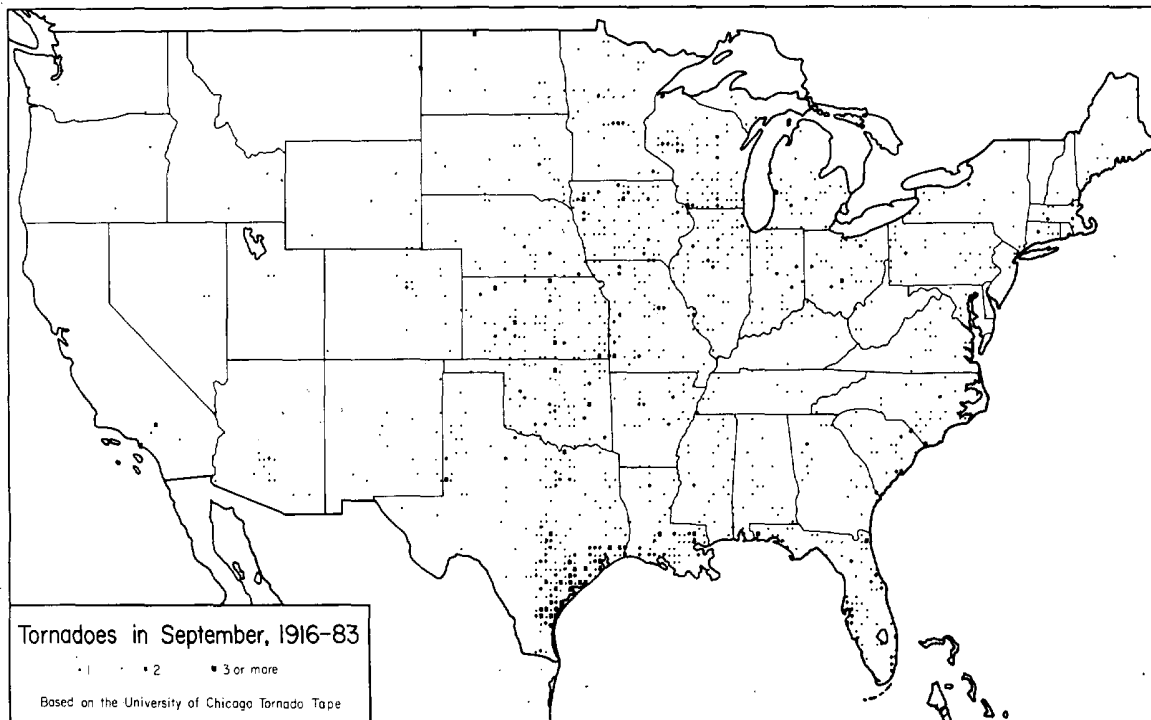 Tornadoes in September, 1916-83
1 2 3 or more
Based on the University of Chicago Tornado Tape